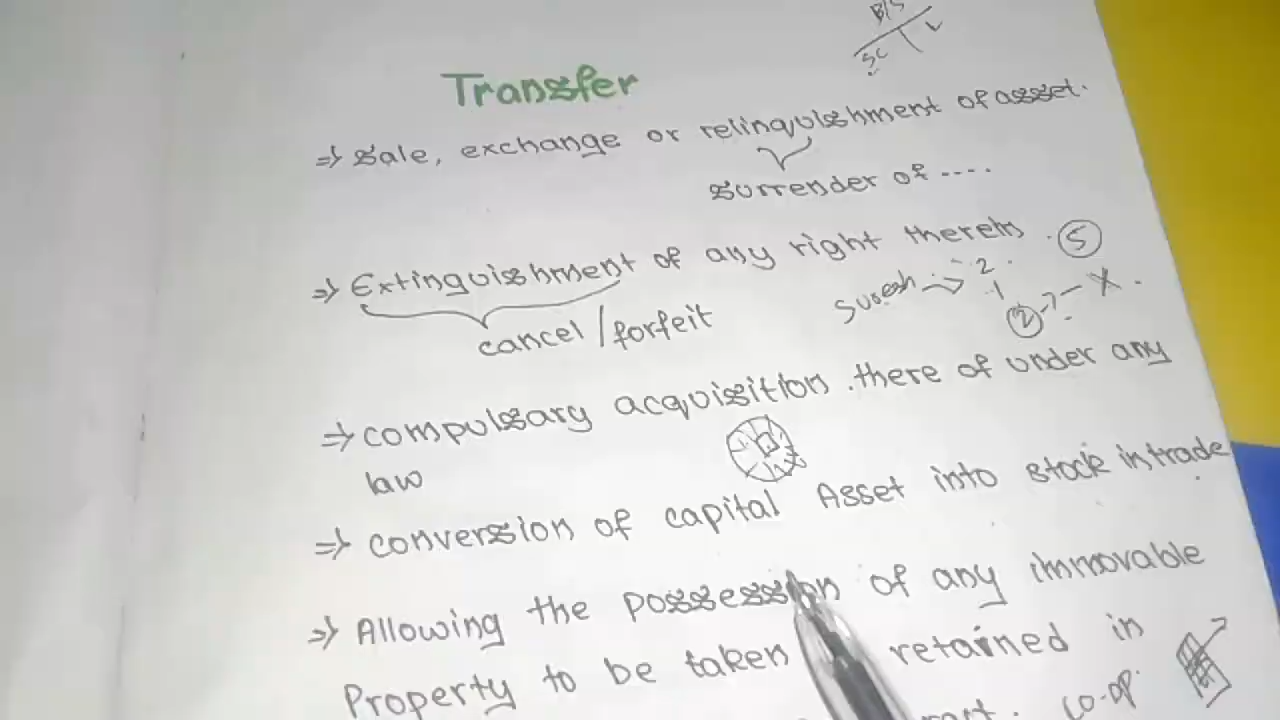 B/S
SC L
Transfer
⇒ Sale, exchange or relinquishment of asset.
surrender of ----
⇒ Extinguishment of any right therein. 5
cancel/forfeit
Suresh → 2
1
2 → - X.
⇒ compulsary acquisition there of under any
law
⇒ conversion of capital Asset into stock in trade
⇒ Allowing the possession of any immovable
Property to be taken retained in
co-op.